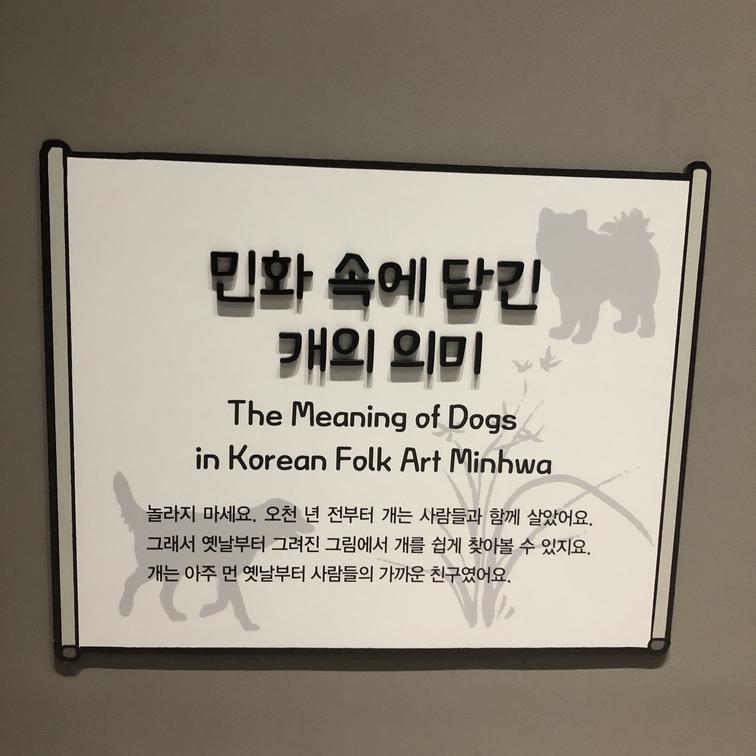 민화 속에 담긴
개의 의미
The Meaning of Dogs
in Korean Folk Art Minhwa
놀라지 마세요. 오천 년 전부터 개는 사람들과 함께 살았어요.
그래서 옛날부터 그려진 그림에서 개를 쉽게 찾아볼 수 있지요.
개는 아주 먼 옛날부터 사람들의 가까운 친구였어요.